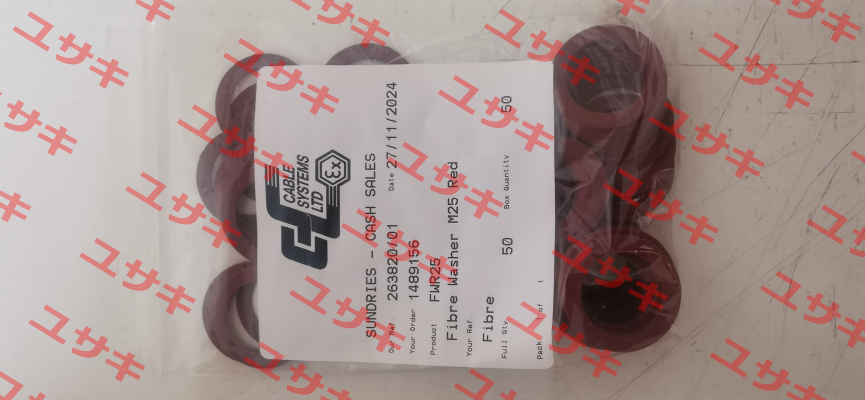 CABLE
SYSTEMS
LTD
Ex
SUNDRIES - CASH SALES
Our Ref. 263820/01 Date 27/11/2024
Your Order 1489156
Product FWR25
Fibre Washer M25 Red
Your Ref.
Fibre
Full Qty. 50 Box Quantity 50
Pack 1 of 1
ユサキ